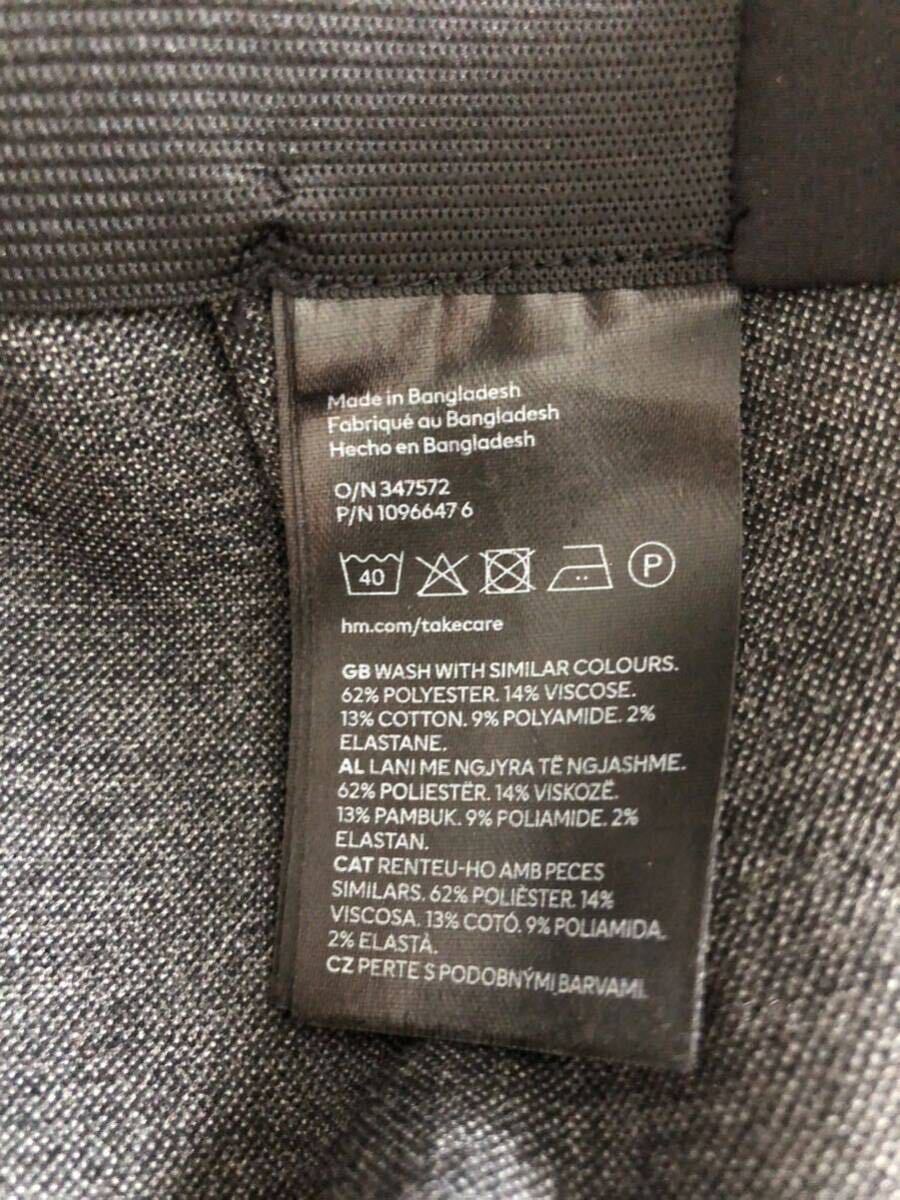 Made in Bangladesh
Fabriqué au Bangladesh
Hecho en Bangladesh
O/N 347572
P/N 1096647 6
40
P
hm.com/takecare
GB WASH WITH SIMILAR COLOURS.
62% POLYESTER. 14% VISCOSE.
13% COTTON. 9% POLYAMIDE. 2%
ELASTANE.
AL LANI ME NGJYRA TË NGJASHME.
62% POLIESTËR. 14% VISKOZË.
13% PAMBUK. 9% POLIAMIDE. 2%
ELASTAN.
CAT RENTEU-HO AMB PECES
SIMILARS. 62% POLIÈSTER. 14%
VISCOSA. 13% COTÓ. 9% POLIAMIDA.
2% ELASTÀ.
CZ PERTE S PODOBNÝMI BARVAMI.